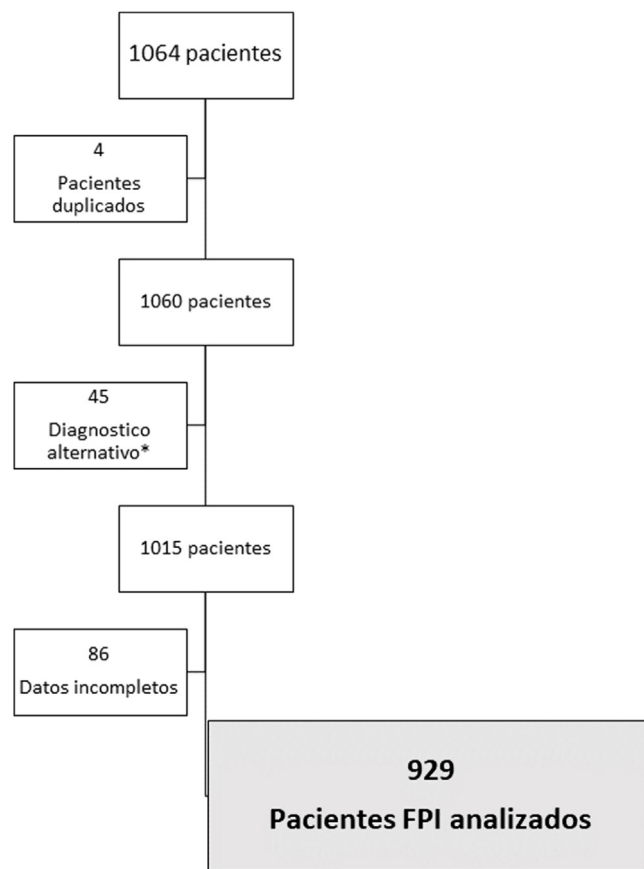 1064 pacientes
4
Pacientes
duplicados
1060 pacientes
45
Diagnostico
alternativo*
1015 pacientes
86
Datos incompletos
929
Pacientes FPI analizados